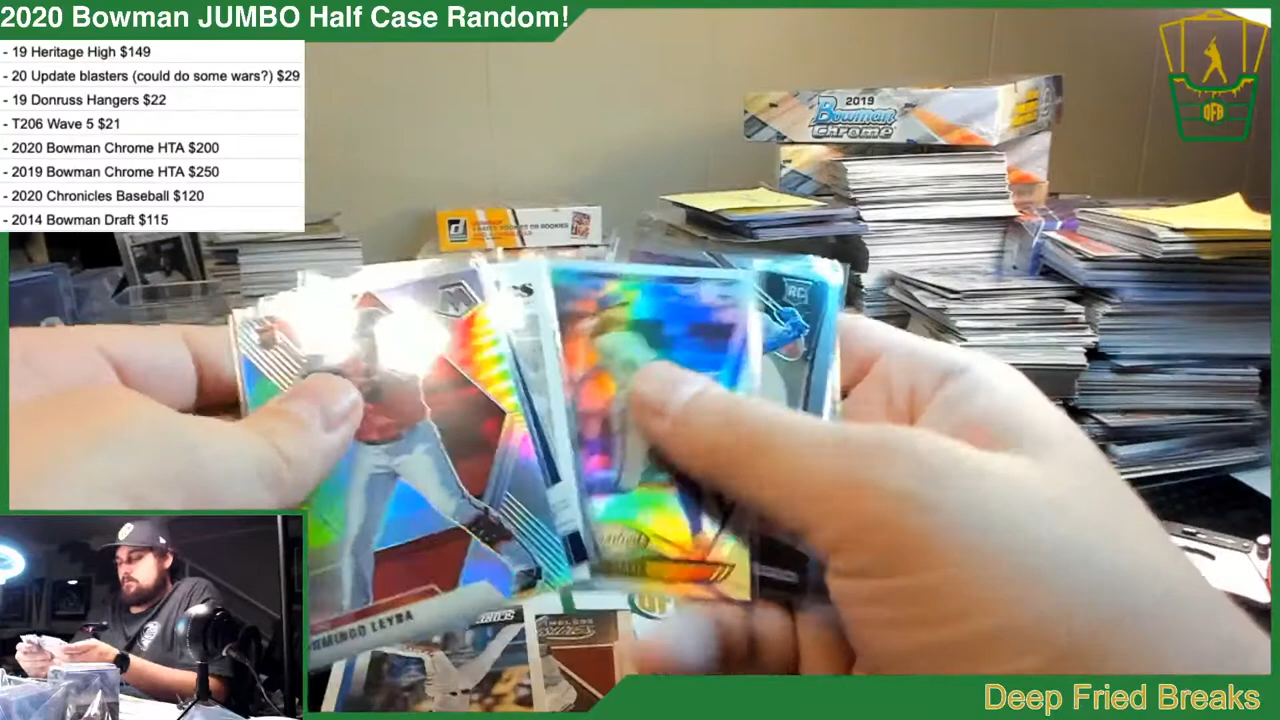 2020 Bowman JUMBO Half Case Random!
- 19 Heritage High $149
- 20 Update blasters (could do some wars?) $29
- 19 Donruss Hangers $22
- T206 Wave 5 $21
- 2020 Bowman Chrome HTA $200
- 2019 Bowman Chrome HTA $250
- 2020 Chronicles Baseball $120
- 2014 Bowman Draft $115
DFB
2019
Bowman
Chrome
RC
M
LEYBA
Deep Fried Breaks